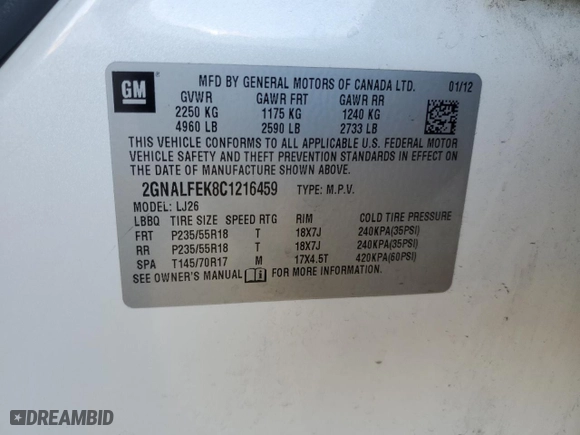 GM
MFD BY GENERAL MOTORS OF CANADA LTD. 01/12
GVWR GAWR FRT GAWR RR
2250 KG 1175 KG 1240 KG
4960 LB 2590 LB 2733 LB
THIS VEHICLE CONFORMS TO ALL APPLICABLE U.S. FEDERAL MOTOR
VEHICLE SAFETY AND THEFT PREVENTION STANDARDS IN EFFECT ON
THE DATE OF MANUFACTURE SHOWN ABOVE.
2GNALFEK8C1216459 TYPE: M.P.V.
MODEL: LJ26
LBBQ TIRE SIZE SPEED RTG RIM COLD TIRE PRESSURE
FRT P235/55R18 T 18X7J 240KPA(35PSI)
RR P235/55R18 T 18X7J 240KPA(35PSI)
SPA T145/70R17 M 17X4.5T 420KPA(60PSI)
SEE OWNER'S MANUAL FOR MORE INFORMATION.
DREAMBID